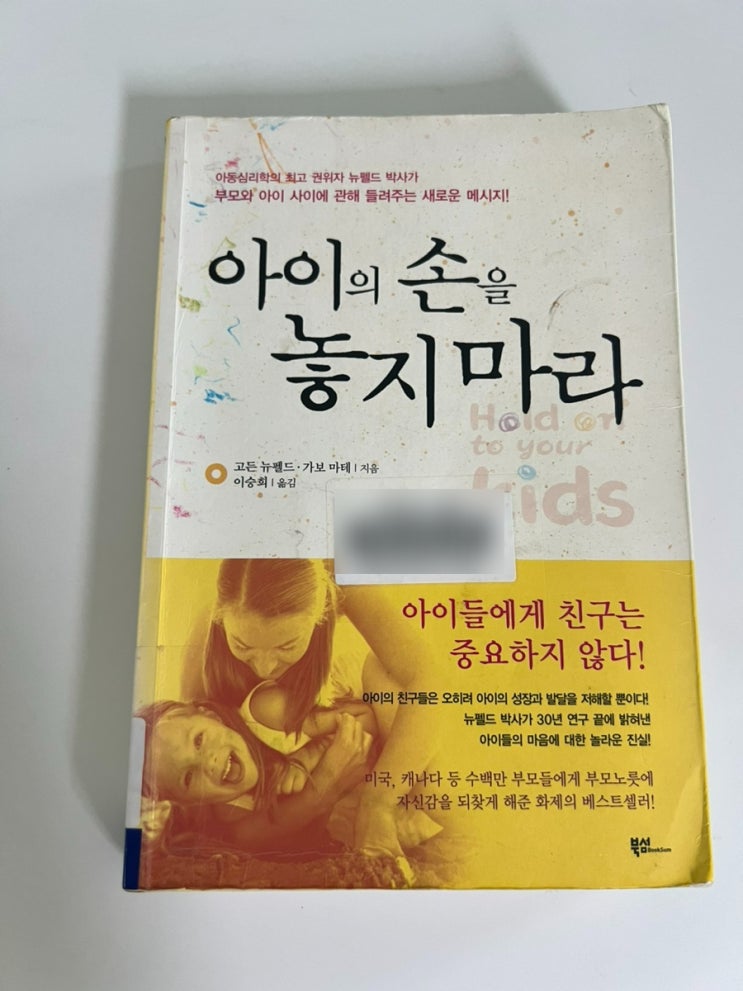 아동심리학의 최고 권위자 뉴펠드 박사가
부모와 아이 사이에 관해 들려주는 새로운 메시지!
아이의 손을
놓지마라
Hold on
to your
kids
고든 뉴펠드 · 가보 마테 | 지음
이승희 | 옮김
아이들에게 친구는
중요하지 않다!
아이의 친구들은 오히려 아이의 성장과 발달을 저해할 뿐이다!
뉴펠드 박사가 30년 연구 끝에 밝혀낸
아이들의 마음에 대한 놀라운 진실!
미국, 캐나다 등 수백만 부모들에게 부모노릇에
자신감을 되찾게 해준 화제의 베스트셀러!
북섬 BookSum